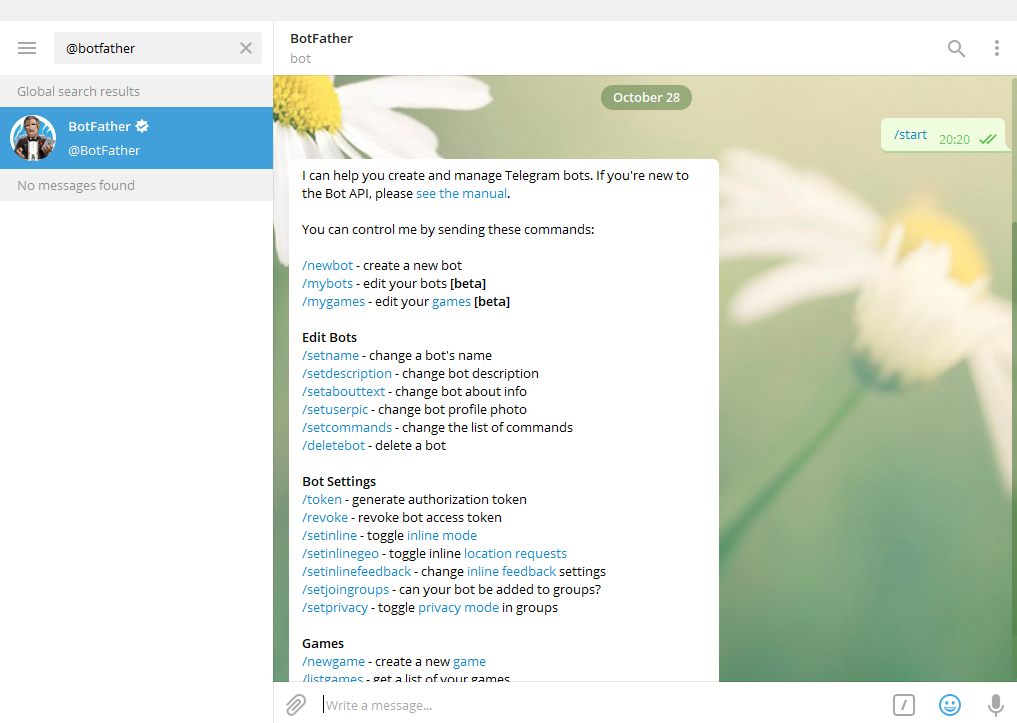 @botfather
Global search results
BotFather
@BotFather
No messages found
BotFather
bot
October 28
/start 20:20
I can help you create and manage Telegram bots. If you're new to
the Bot API, please see the manual.
You can control me by sending these commands:
/newbot - create a new bot
/mybots - edit your bots [beta]
/mygames - edit your games [beta]
Edit Bots
/setname - change a bot's name
/setdescription - change bot description
/setabouttext - change bot about info
/setuserpic - change bot profile photo
/setcommands - change the list of commands
/deletebot - delete a bot
Bot Settings
/token - generate authorization token
/revoke - revoke bot access token
/setinline - toggle inline mode
/setinlinegeo - toggle inline location requests
/setinlinefeedback - change inline feedback settings
/setjoingroups - can your bot be added to groups?
/setprivacy - toggle privacy mode in groups
Games
/newgame - create a new game
/listgames - get a list of your games
Write a message...
/